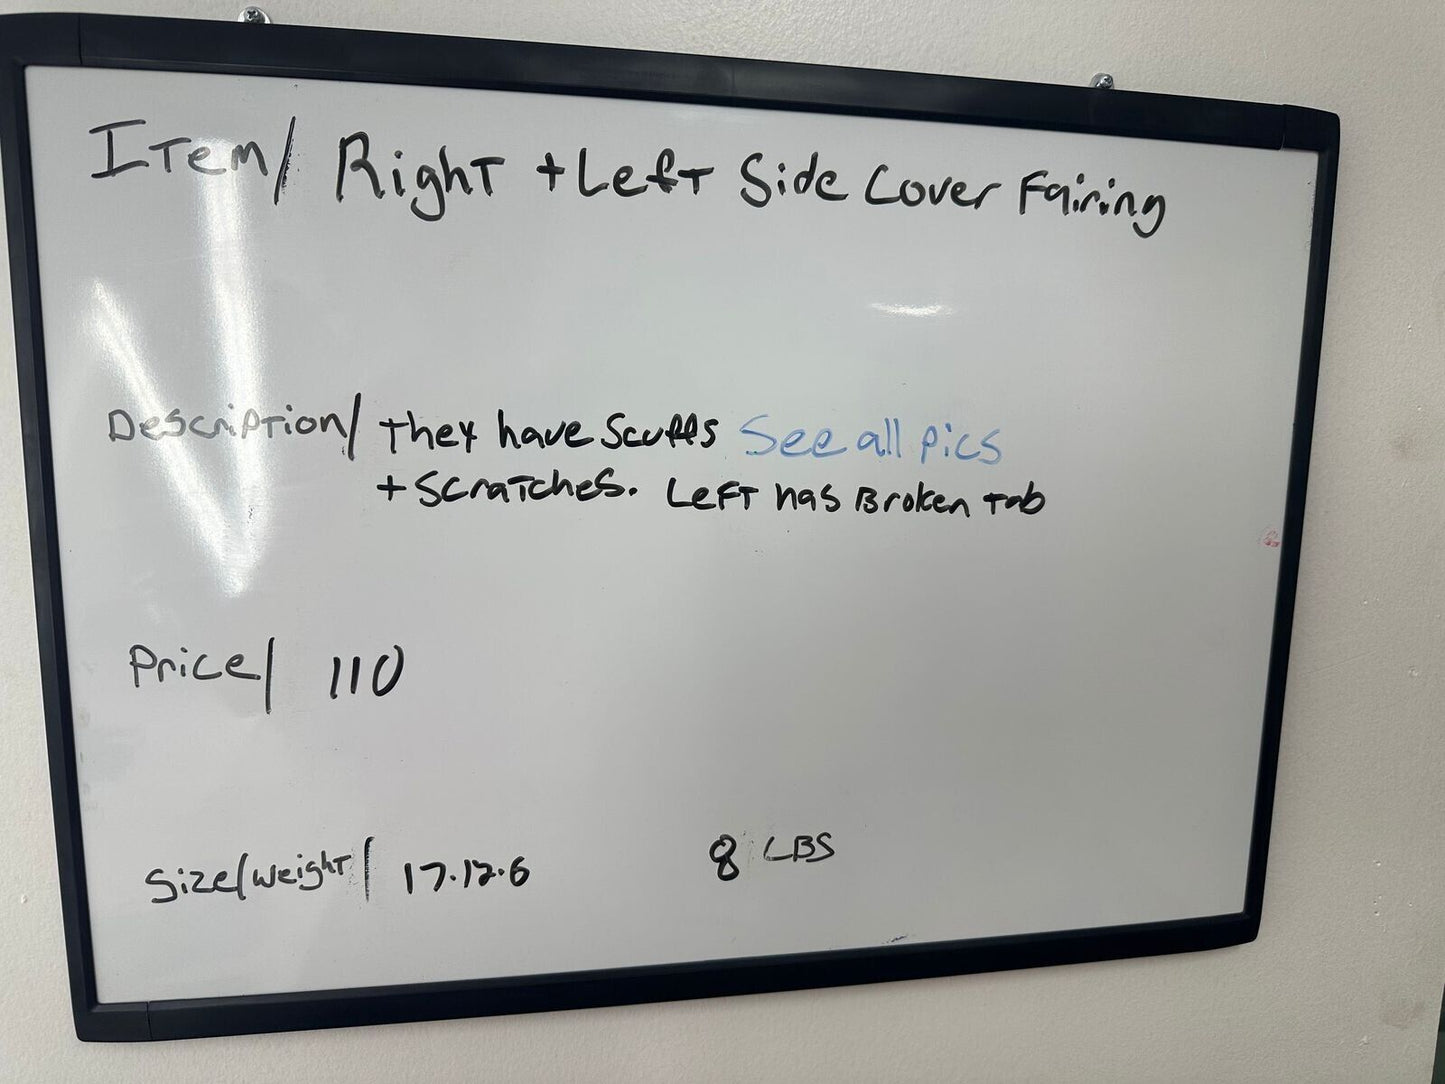 Item/ Right + Left Side Cover Fairing
Description/ they have scuffs See all pics
+ scratches. Left has Broken tab
Price/ 110
Size/weight/ 17.12.6 8 LBS